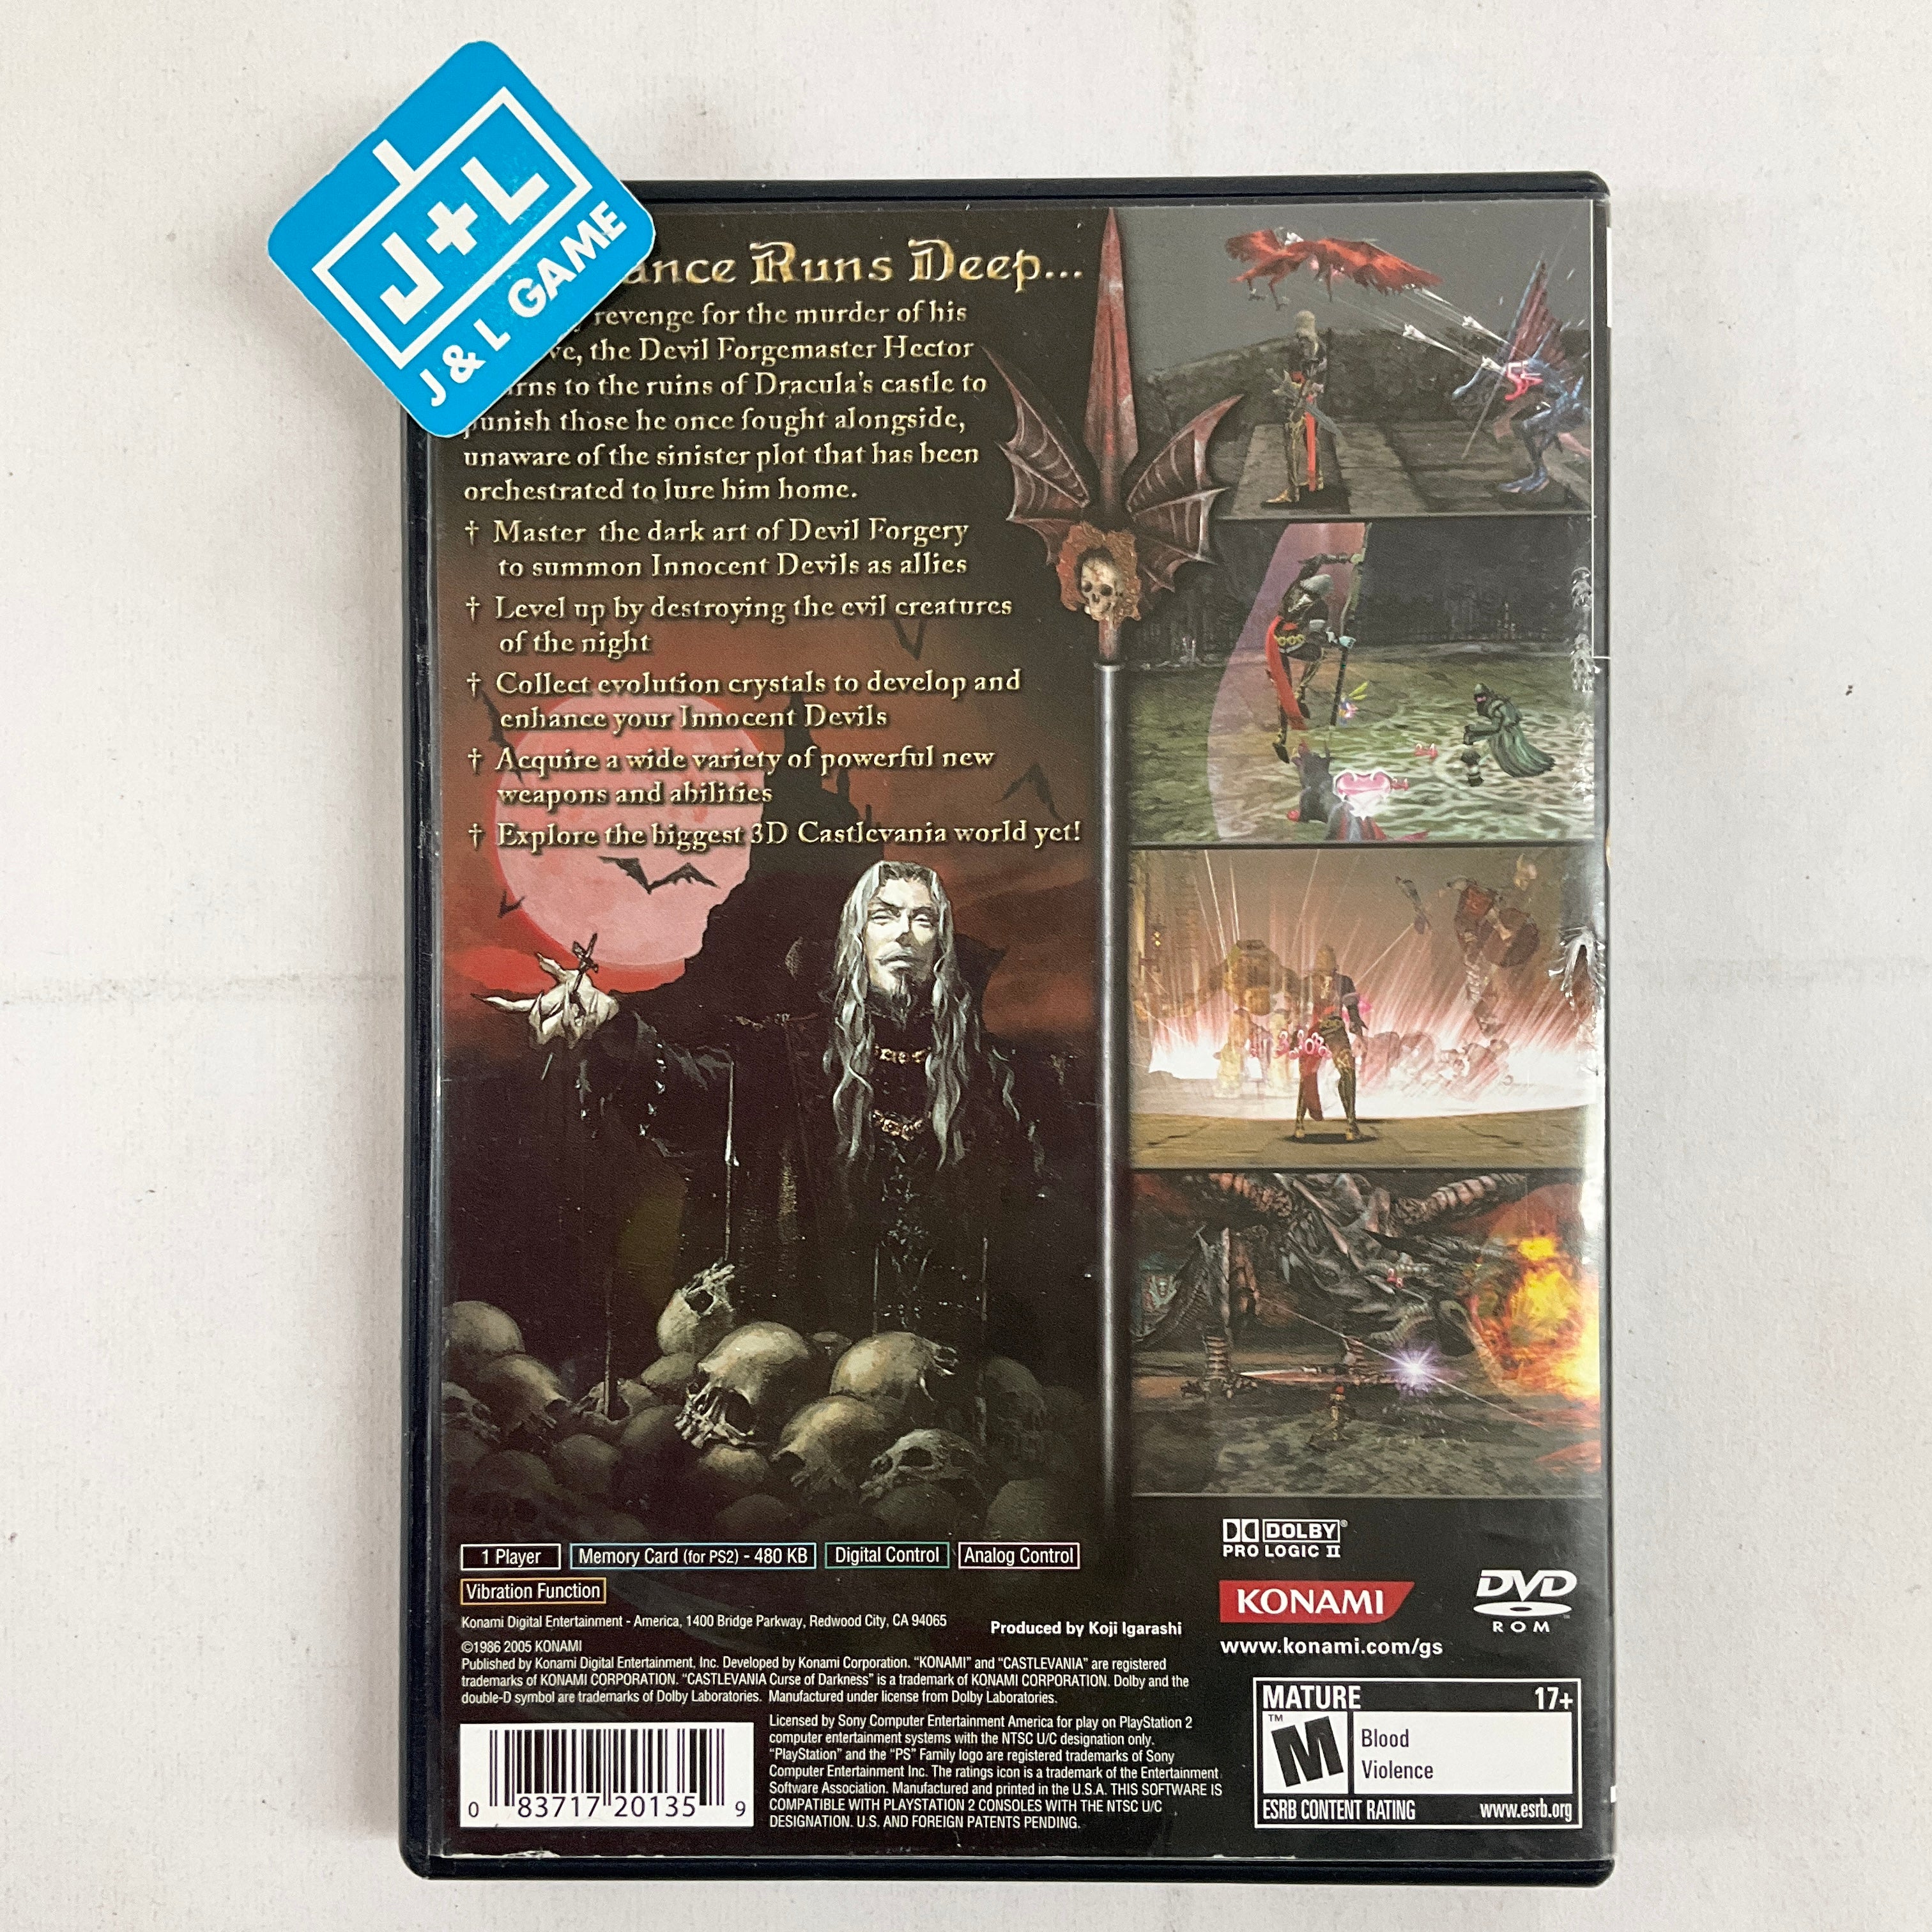 J+L
J & L GAME
Runs Deep...
revenge for the murder of his
the Devil Forgemaster Hector
to the ruins of Dracula's castle to
punish those he once fought alongside,
unaware of the sinister plot that has been
orchestrated to lure him home.
† Master the dark art of Devil Forgery
to summon Innocent Devils as allies
† Level up by destroying the evil creatures
of the night
† Collect evolution crystals to develop and
enhance your Innocent Devils
† Acquire a wide variety of powerful new
weapons and abilities
† Explore the biggest 3D Castlevania world yet!
1 Player Memory Card (for PS2) - 480 KB Digital Control Analog Control
Vibration Function
Konami Digital Entertainment - America, 1400 Bridge Parkway, Redwood City, CA 94065
Produced by Koji Igarashi
©1986 2005 KONAMI
Published by Konami Digital Entertainment, Inc. Developed by Konami Corporation. "KONAMI" and "CASTLEVANIA" are registered
trademarks of KONAMI CORPORATION. "CASTLEVANIA Curse of Darkness" is a trademark of KONAMI CORPORATION. Dolby and the
double-D symbol are trademarks of Dolby Laboratories. Manufactured under license from Dolby Laboratories.
Licensed by Sony Computer Entertainment America for play on PlayStation 2
computer entertainment systems with the NTSC U/C designation only.
"PlayStation" and the "PS" Family logo are registered trademarks of Sony
Computer Entertainment Inc. The ratings icon is a trademark of the Entertainment
Software Association. Manufactured and printed in the U.S.A. THIS SOFTWARE IS
COMPATIBLE WITH PLAYSTATION 2 CONSOLES WITH THE NTSC U/C
DESIGNATION. U.S. AND FOREIGN PATENTS PENDING.
0 83717 20135 9
DOLBY®
PRO LOGIC II
KONAMI
www.konami.com/gs
DVD™
ROM
MATURE 17+
™
M
Blood
Violence
ESRB CONTENT RATING www.esrb.org